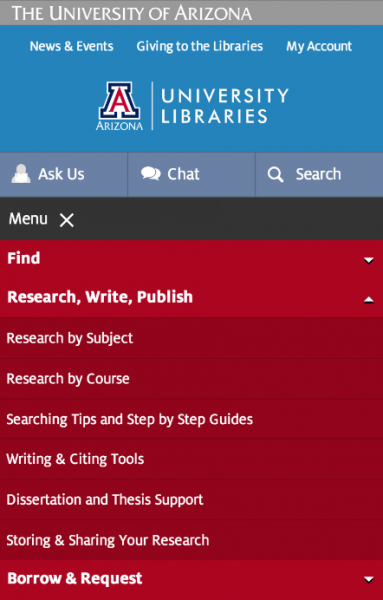 THE UNIVERSITY OF ARIZONA
News & Events Giving to the Libraries My Account
A
ARIZONA
UNIVERSITY
LIBRARIES
Ask Us Chat Search
Menu
Find
Research, Write, Publish
Research by Subject
Research by Course
Searching Tips and Step by Step Guides
Writing & Citing Tools
Dissertation and Thesis Support
Storing & Sharing Your Research
Borrow & Request